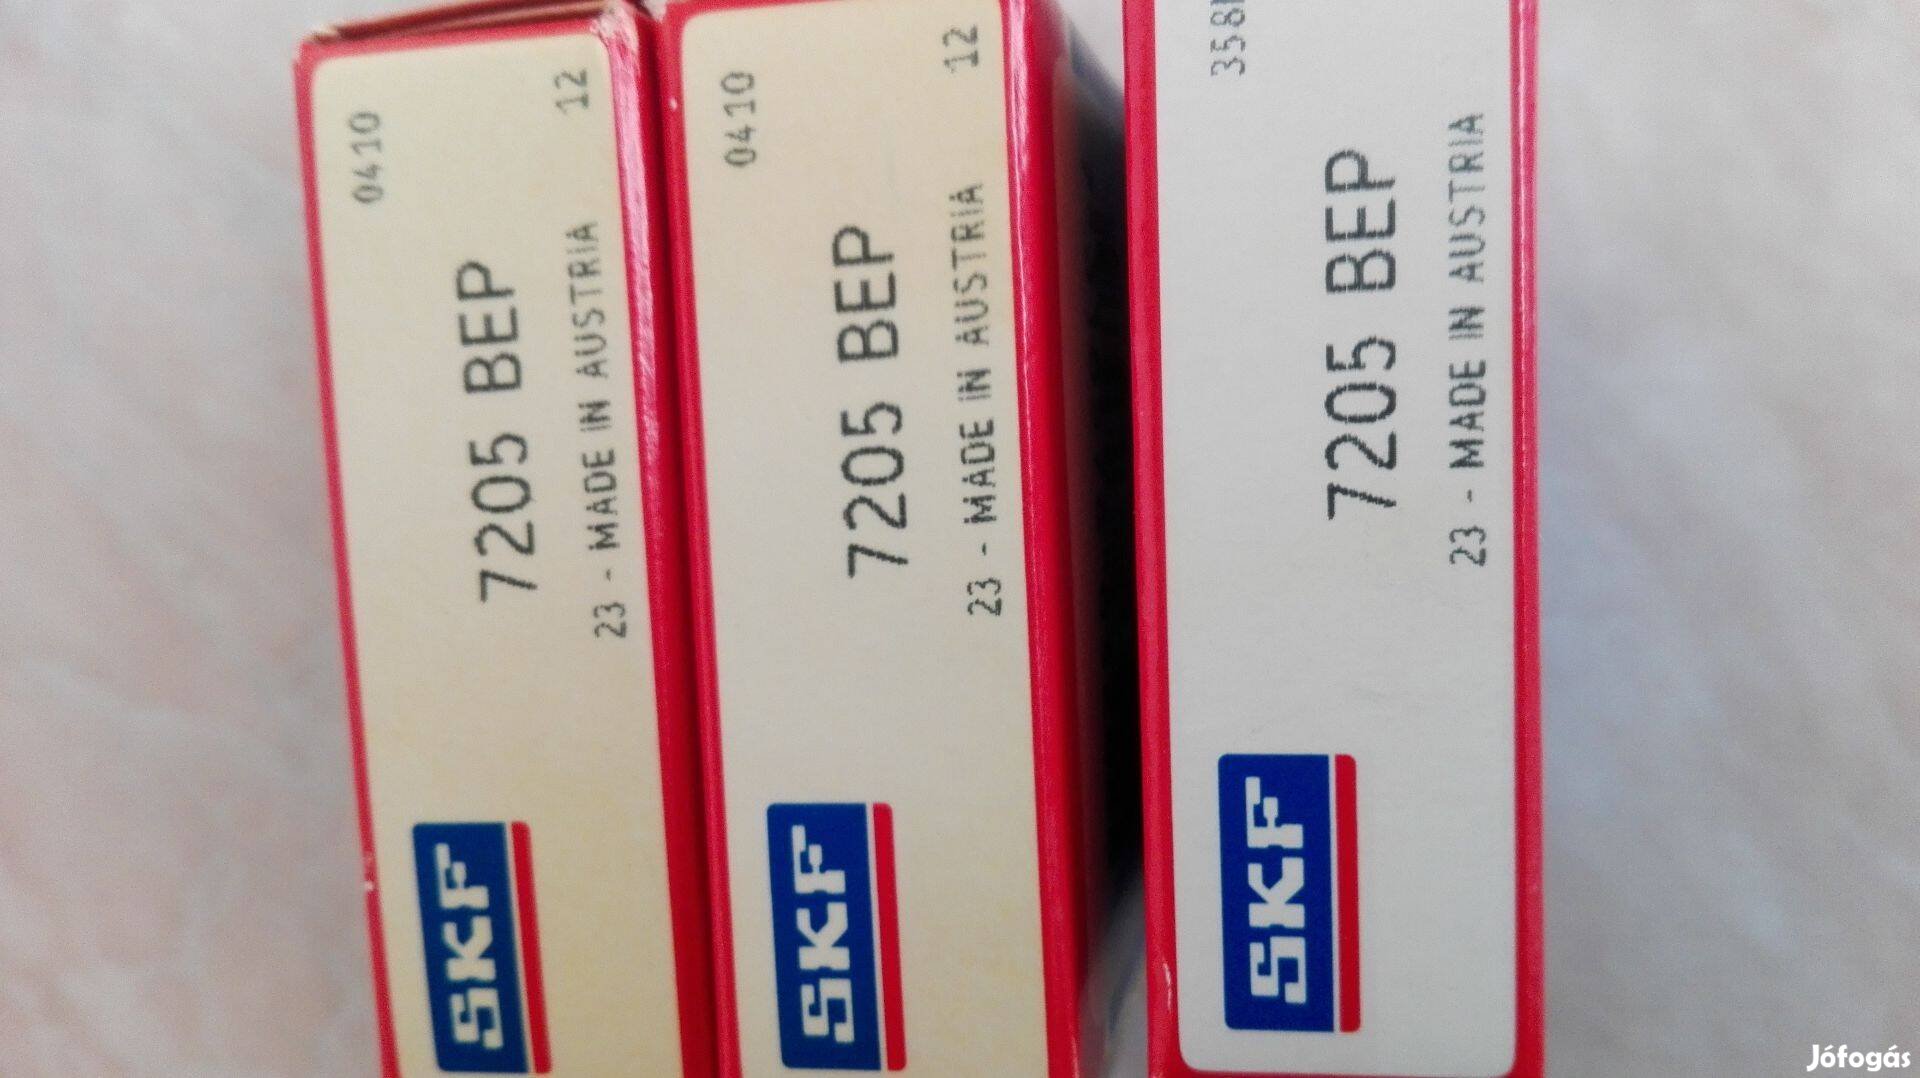 0410
12
7205 BEP
23 - MADE IN AUSTRIA
SKF
0410
12
7205 BEP
23 - MADE IN AUSTRIA
SKF
7205 BEP
23 - MADE IN AUSTRIA
SKF
Jófogás